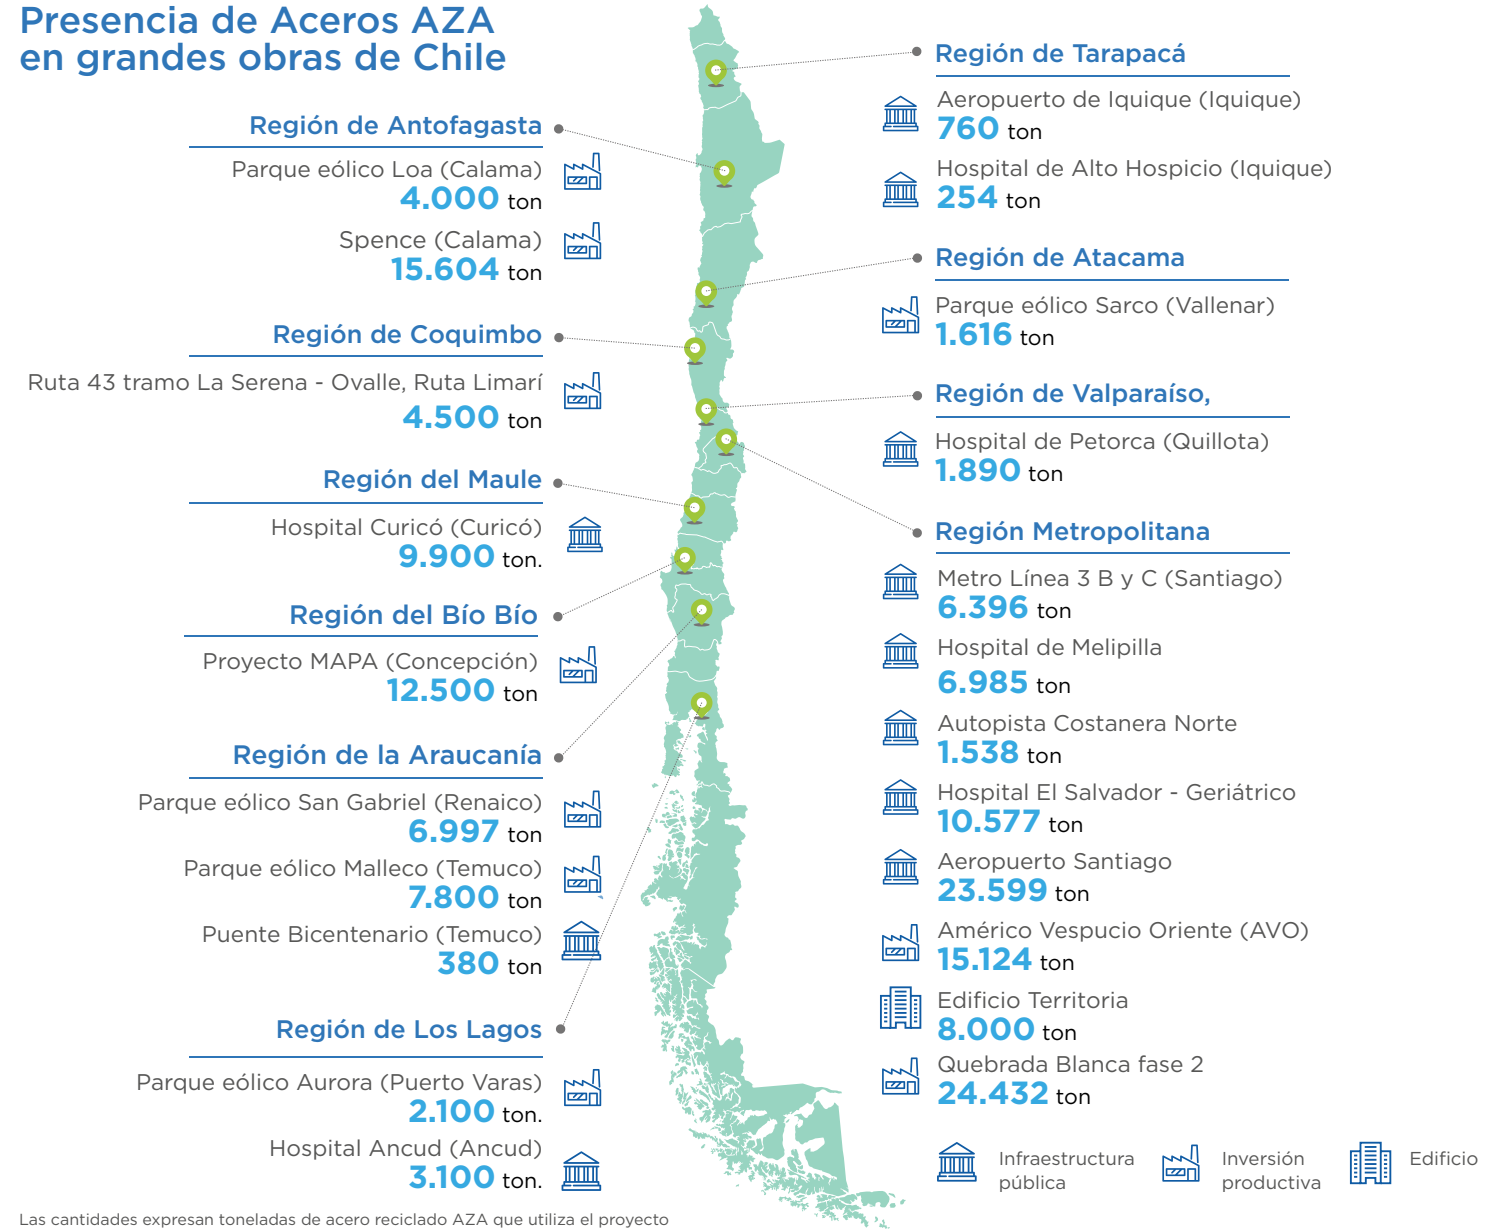 Presencia de Aceros AZA
en grandes obras de Chile
Región de Antofagasta
Parque eólico Loa (Calama)
4.000 ton
Spence (Calama)
15.604 ton
Región de Coquimbo
Ruta 43 tramo La Serena - Ovalle, Ruta Limarí
4.500 ton
Región del Maule
Hospital Curicó (Curicó)
9.900 ton.
Región del Bío Bío
Proyecto MAPA (Concepción)
12.500 ton
Región de la Araucanía
Parque eólico San Gabriel (Renaico)
6.997 ton
Parque eólico Malleco (Temuco)
7.800 ton
Puente Bicentenario (Temuco)
380 ton
Región de Los Lagos
Parque eólico Aurora (Puerto Varas)
2.100 ton.
Hospital Ancud (Ancud)
3.100 ton.
Región de Tarapacá
Aeropuerto de Iquique (Iquique)
760 ton
Hospital de Alto Hospicio (Iquique)
254 ton
Región de Atacama
Parque eólico Sarco (Vallenar)
1.616 ton
Región de Valparaíso,
Hospital de Petorca (Quillota)
1.890 ton
Región Metropolitana
Metro Línea 3 B y C (Santiago)
6.396 ton
Hospital de Melipilla
6.985 ton
Autopista Costanera Norte
1.538 ton
Hospital El Salvador - Geriátrico
10.577 ton
Aeropuerto Santiago
23.599 ton
Américo Vespucio Oriente (AVO)
15.124 ton
Edificio Territoria
8.000 ton
Quebrada Blanca fase 2
24.432 ton
Infraestructura
pública
Inversión
productiva
Edificio
Las cantidades expresan toneladas de acero reciclado AZA que utiliza el proyecto